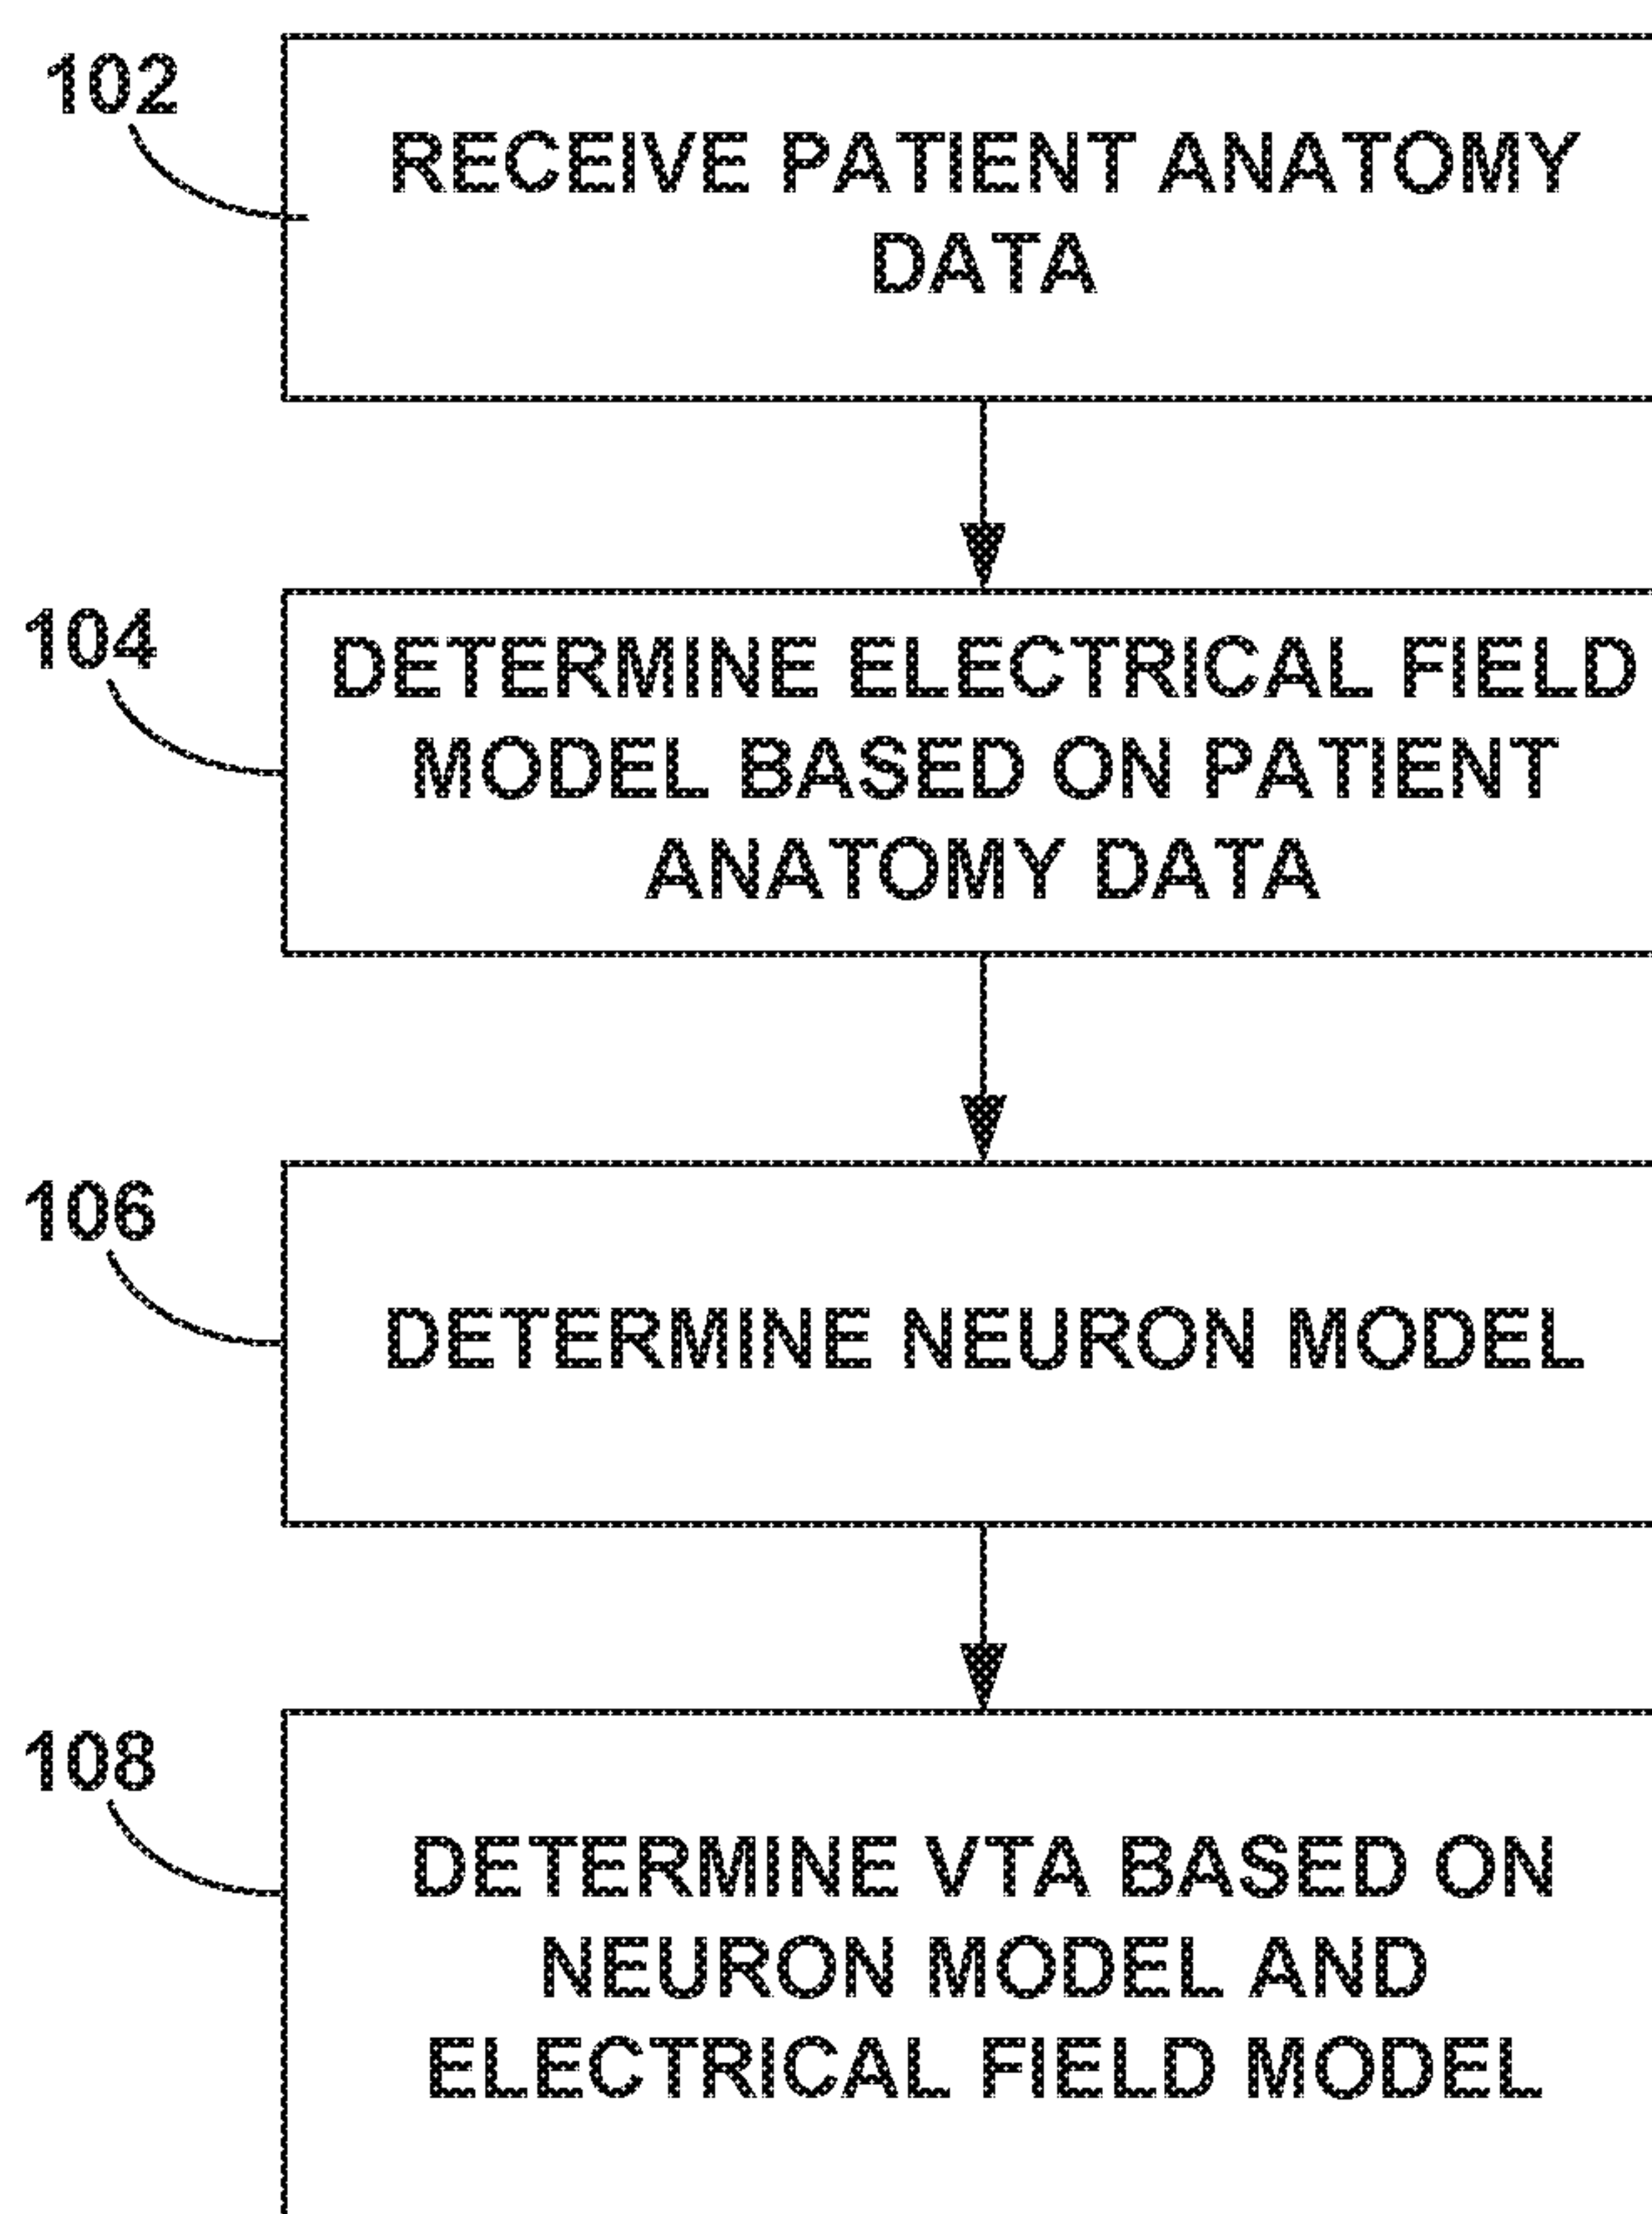 102
RECEIVE PATIENT ANATOMY
DATA
104
DETERMINE ELECTRICAL FIELD
MODEL BASED ON PATIENT
ANATOMY DATA
106
DETERMINE NEURON MODEL
108
DETERMINE VTA BASED ON
NEURON MODEL AND
ELECTRICAL FIELD MODEL